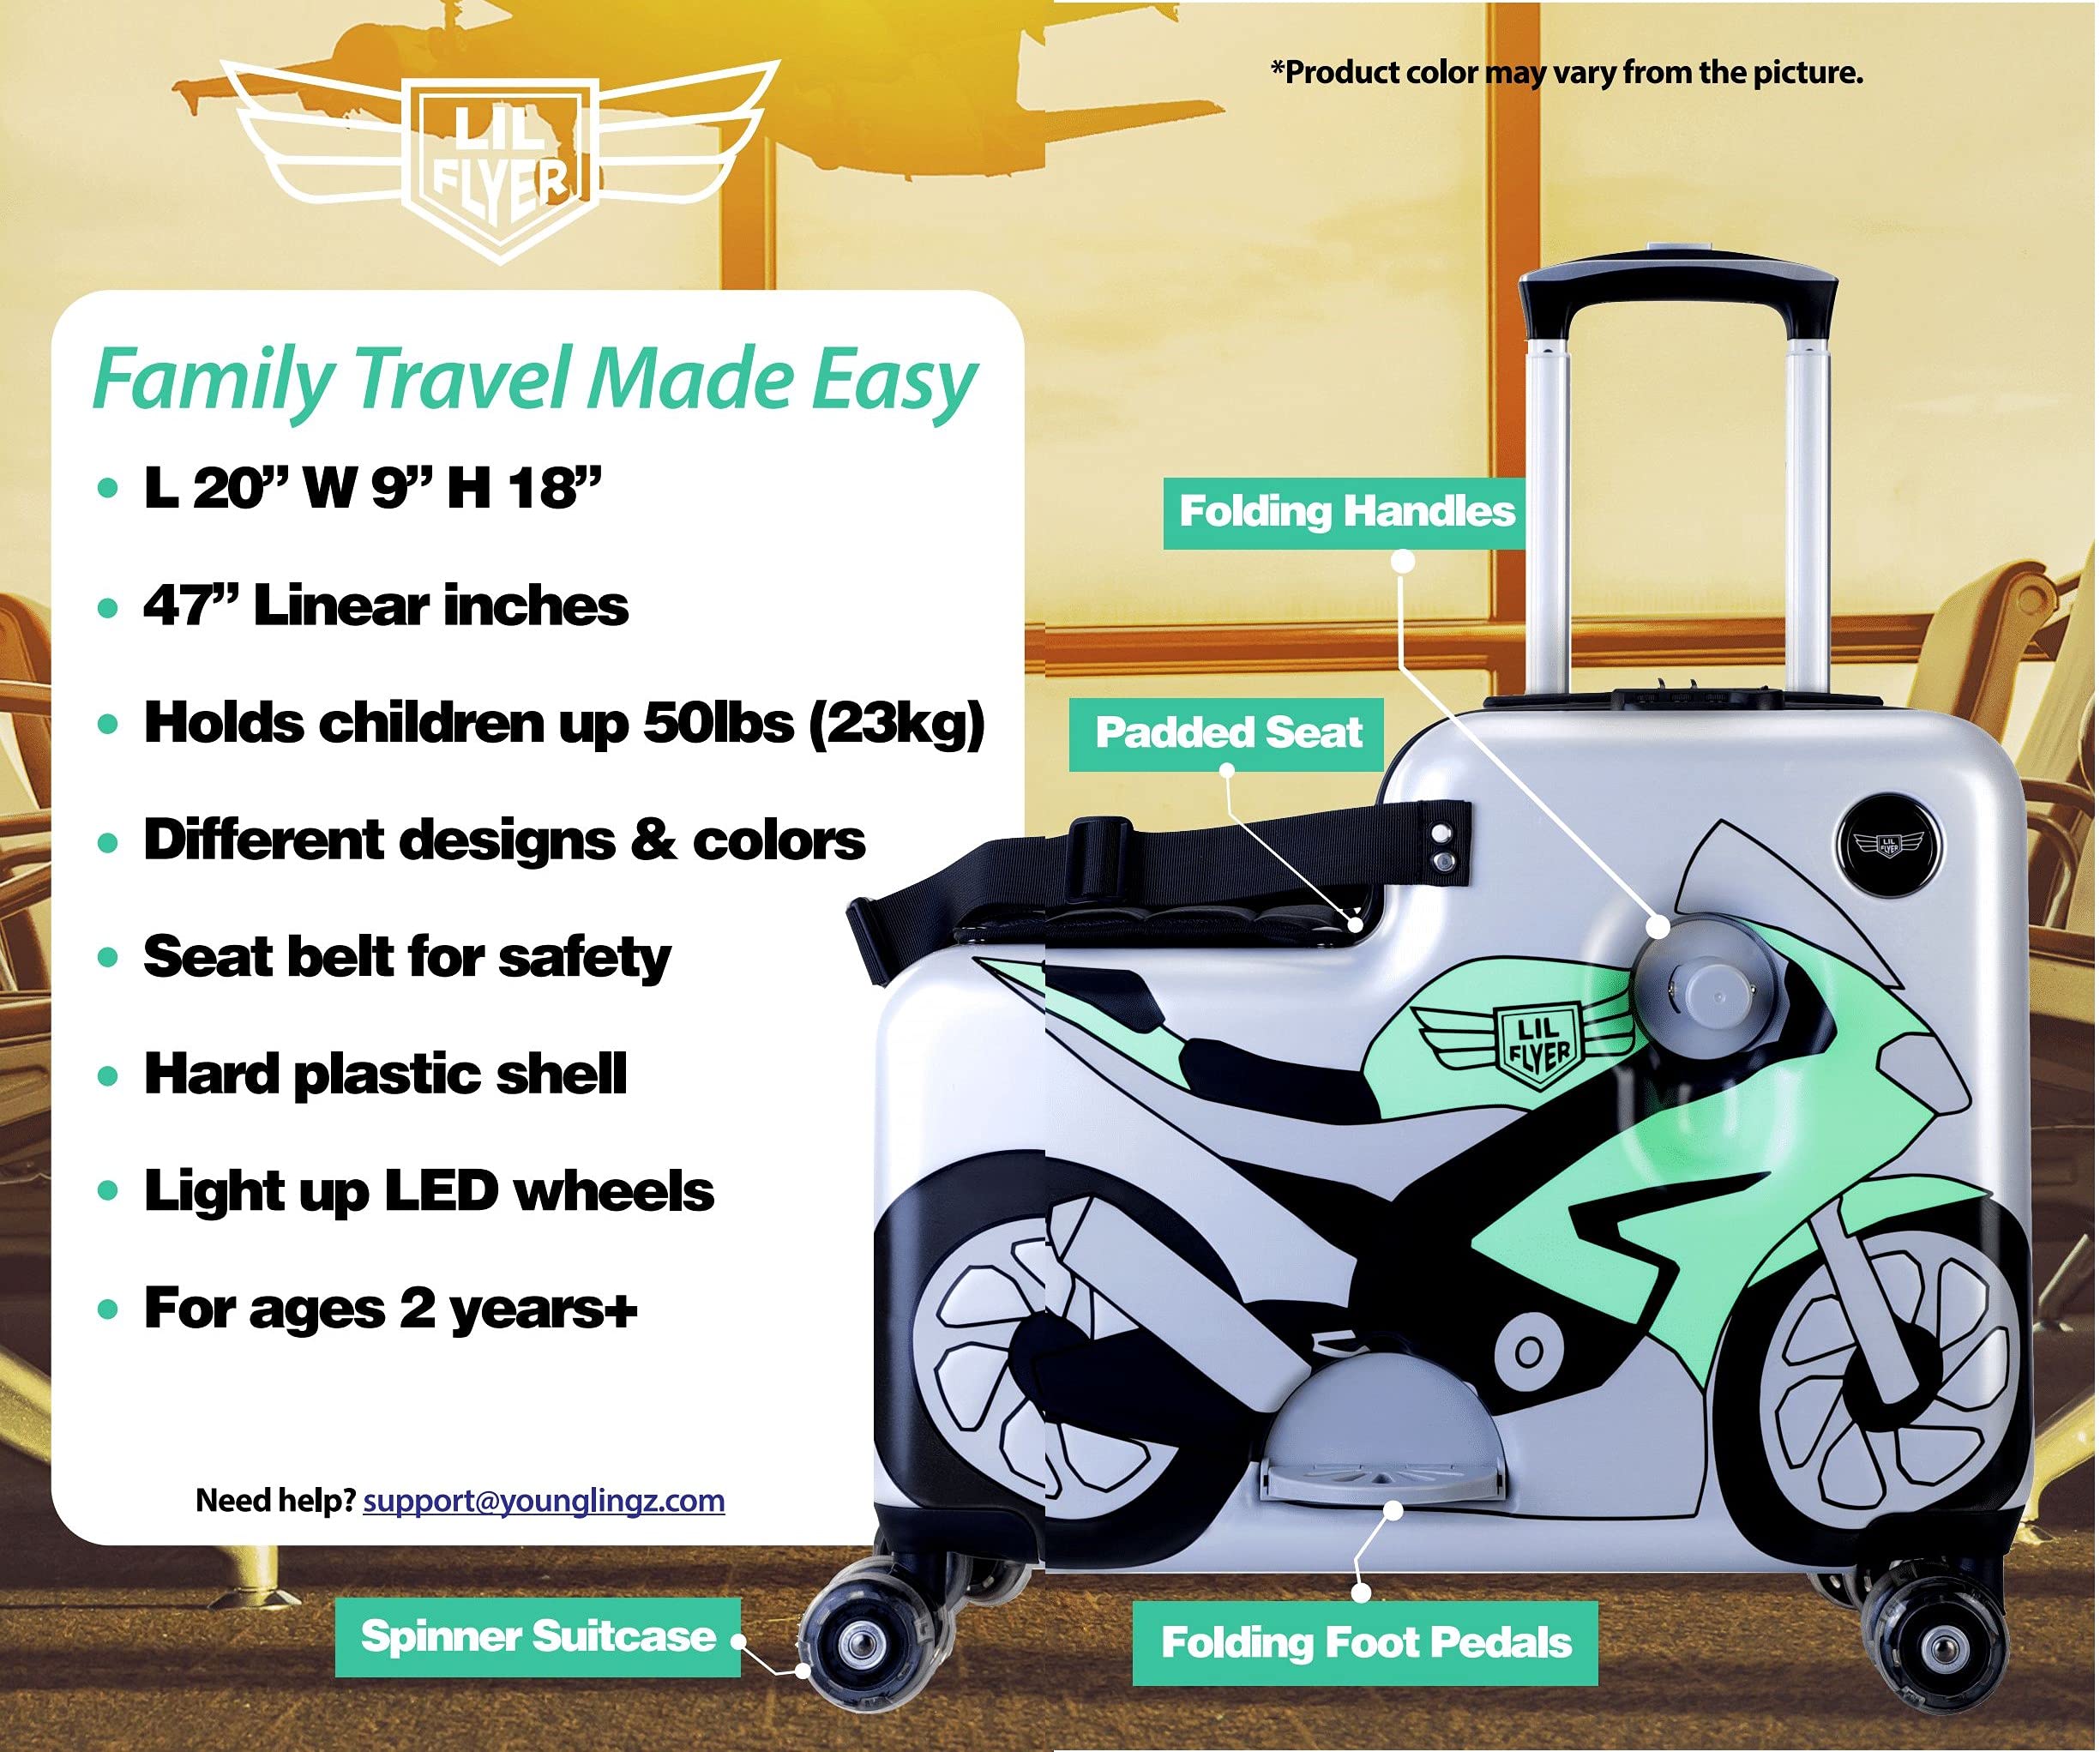 LIL
FLYER
*Product color may vary from the picture.
Family Travel Made Easy
• L 20” W 9” H 18”
• 47” Linear inches
• Holds children up 50lbs (23kg)
• Different designs & colors
• Seat belt for safety
• Hard plastic shell
• Light up LED wheels
• For ages 2 years+
Need help? support@younglingz.com
Folding Handles
Padded Seat
LIL
FLYER
LIL
FLYER
Spinner Suitcase
Folding Foot Pedals